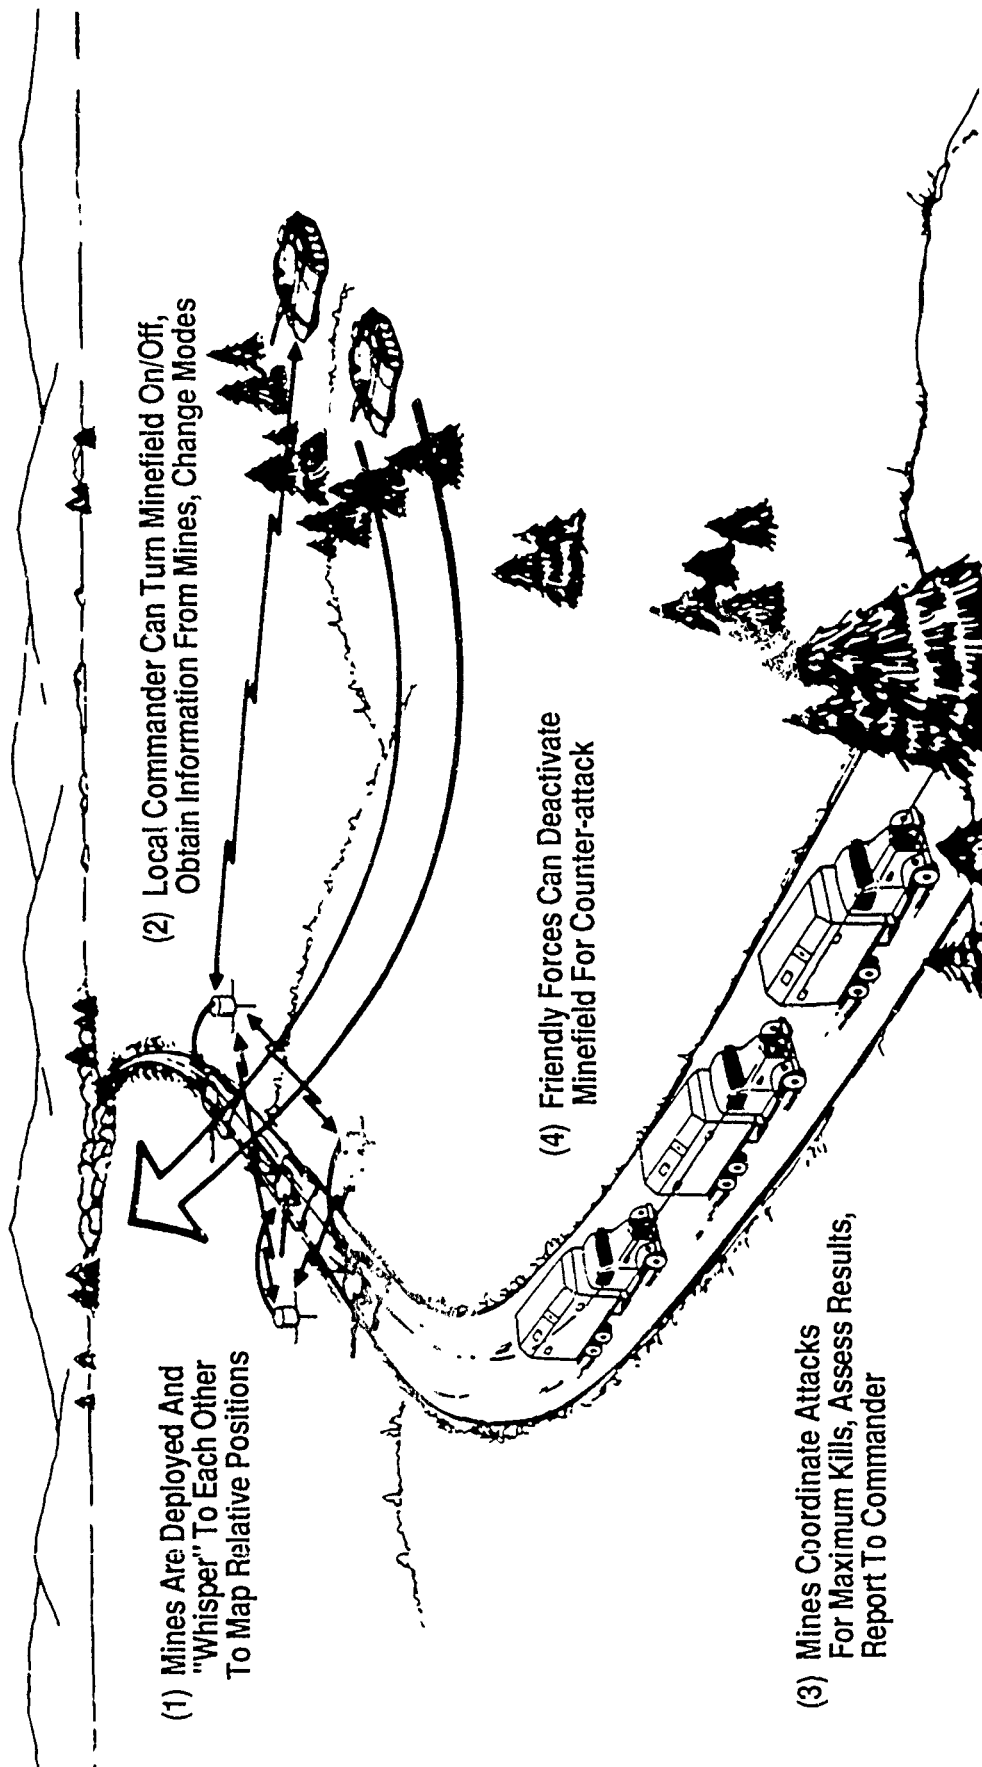 (1) Mines Are Deployed And
"Whisper" To Each Other
To Map Relative Positions
(2) Local Commander Can Turn Minefield On/Off,
Obtain Information From Mines, Change Modes
(3) Mines Coordinate Attacks
For Maximum Kills, Assess Results,
Report To Commander
(4) Friendly Forces Can Deactivate
Minefield For Counter-attack